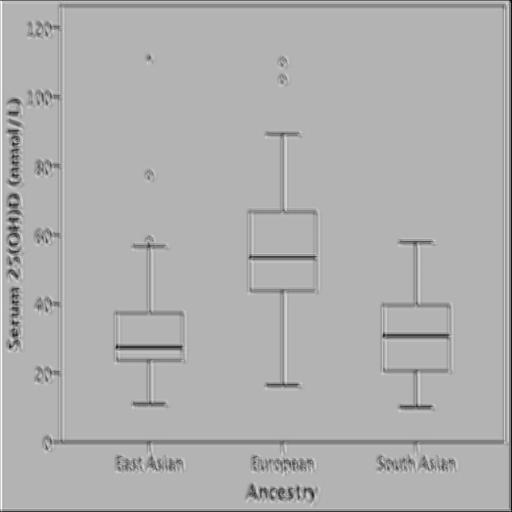 Serum 25(OH)D (nmol/L)
120
100
80
60
40
20
0
East Asian
European
South Asian
Ancestry